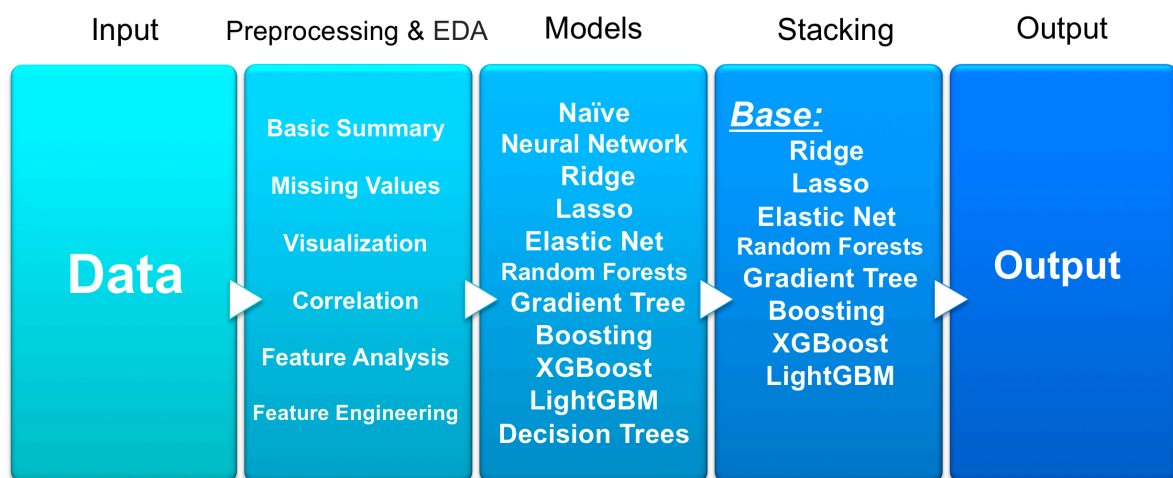 Input
Preprocessing & EDA
Models
Stacking
Output
Data
Basic Summary
Missing Values
Visualization
Correlation
Feature Analysis
Feature Engineering
Naïve
Neural Network
Ridge
Lasso
Elastic Net
Random Forests
Gradient Tree
Boosting
XGBoost
LightGBM
Decision Trees
Base:
Ridge
Lasso
Elastic Net
Random Forests
Gradient Tree
Boosting
XGBoost
LightGBM
Output